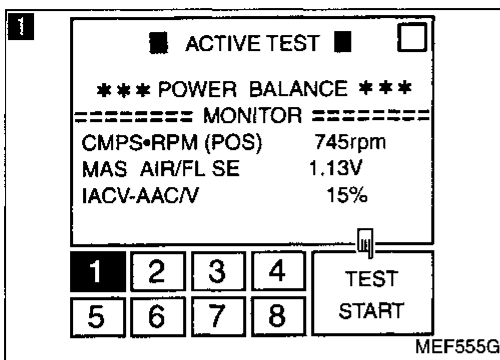 1
■ ACTIVE TEST ■ □
*** POWER BALANCE ***
======== MONITOR ========
CMPS•RPM (POS) 745rpm
MAS AIR/FL SE 1.13V
IACV-AAC/V 15%
1 2 3 4 TEST
5 6 7 8 START
MEF555G